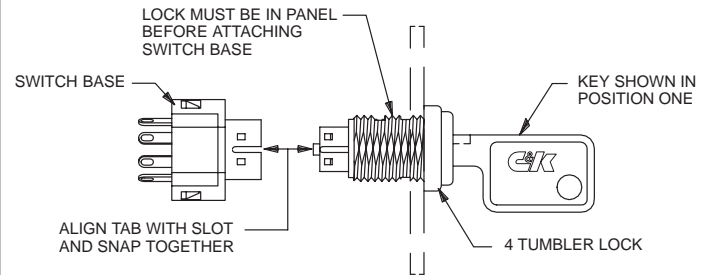 LOCK MUST BE IN PANEL
BEFORE ATTACHING
SWITCH BASE
SWITCH BASE
KEY SHOWN IN
POSITION ONE
C&K
ALIGN TAB WITH SLOT
AND SNAP TOGETHER
4 TUMBLER LOCK